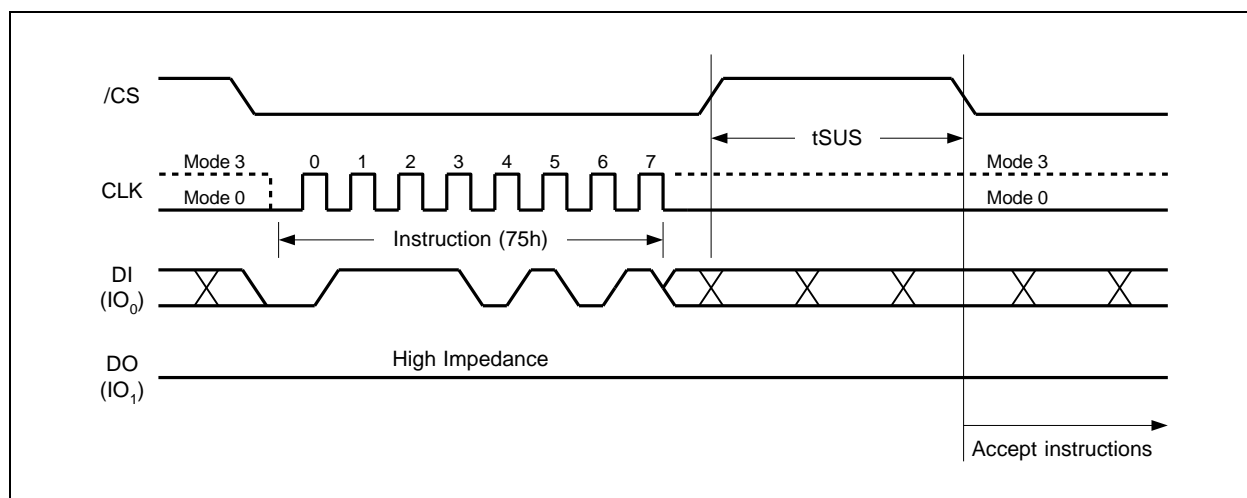 /CS
tSUS
Mode 3
0 1 2 3 4 5 6 7
Mode 3
CLK
Mode 0
Mode 0
Instruction (75h)
DI
(IO0)
High Impedance
DO
(IO1)
Accept instructions